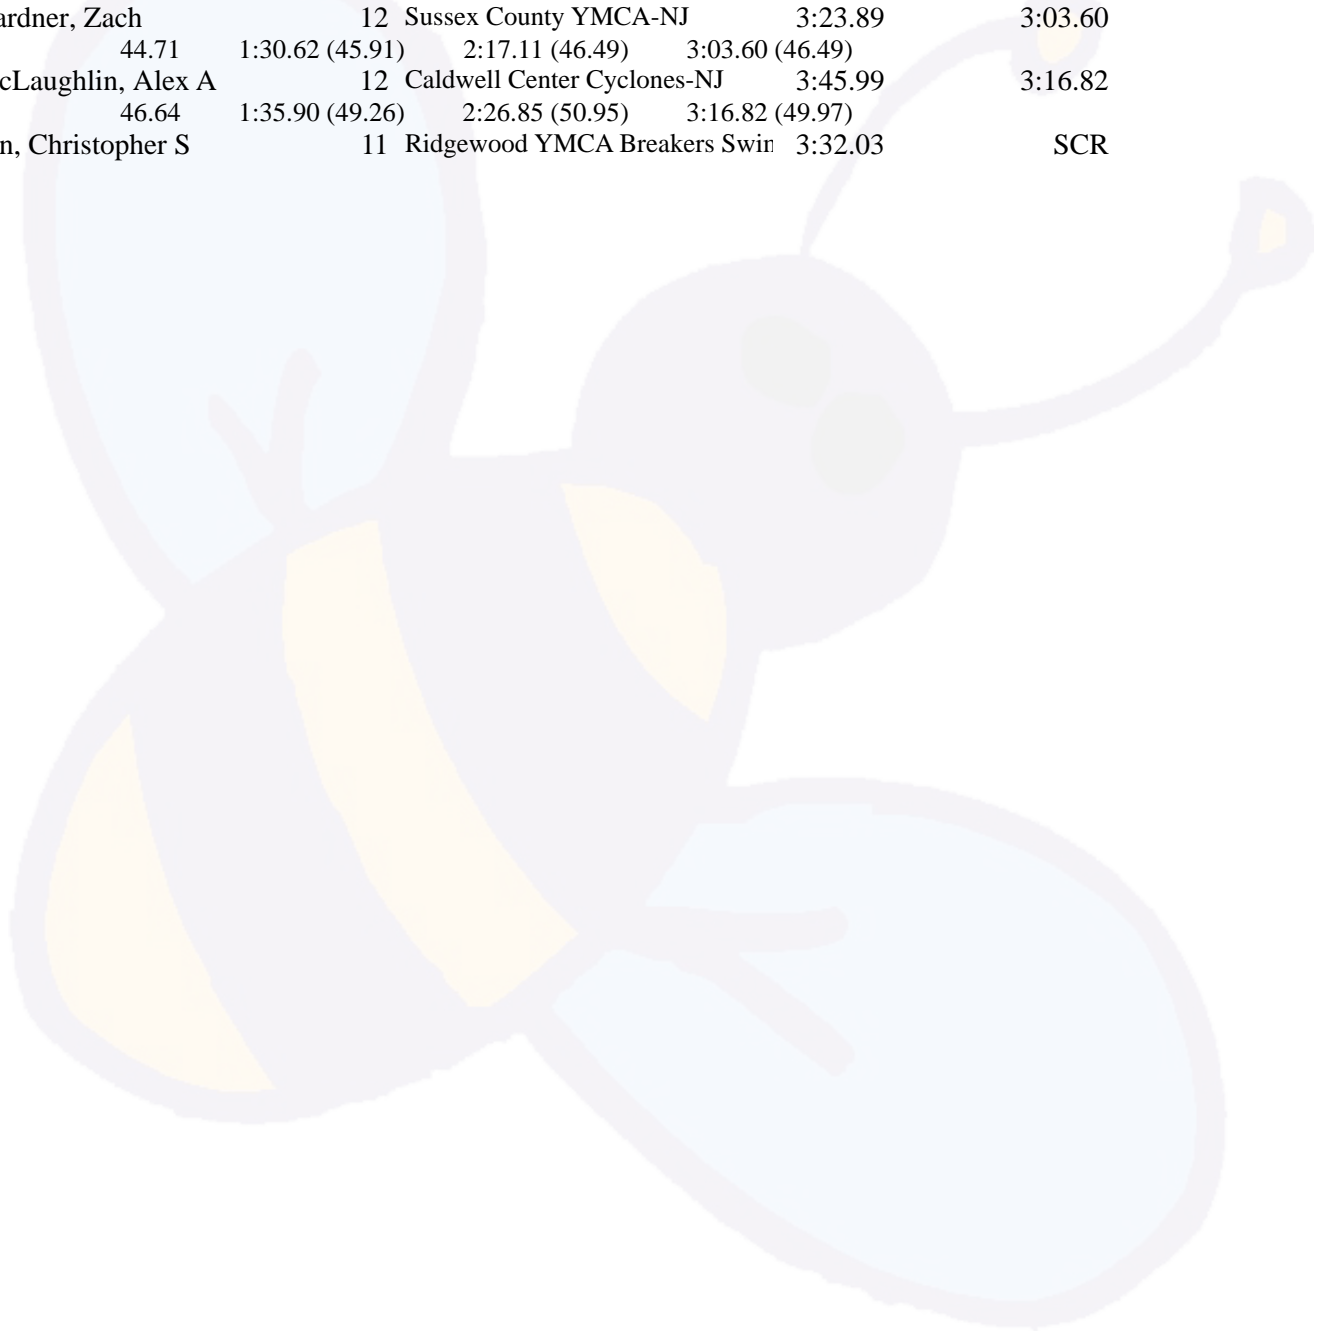 ardner, Zach 12 Sussex County YMCA-NJ 3:23.89 3:03.60
44.71 1:30.62 (45.91) 2:17.11 (46.49) 3:03.60 (46.49)
cLaughlin, Alex A 12 Caldwell Center Cyclones-NJ 3:45.99 3:16.82
46.64 1:35.90 (49.26) 2:26.85 (50.95) 3:16.82 (49.97)
n, Christopher S 11 Ridgewood YMCA Breakers Swin 3:32.03 SCR